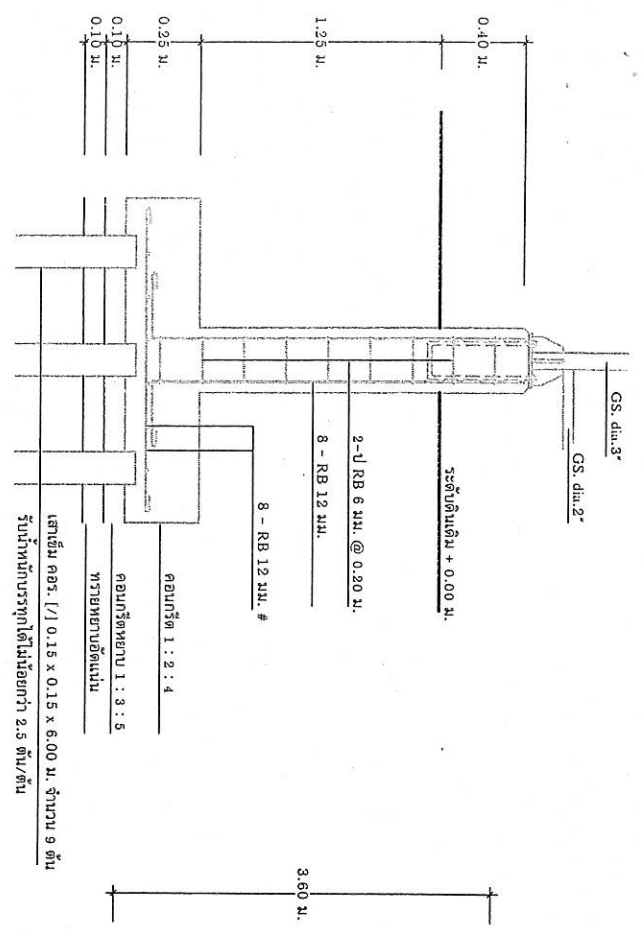 GS. dia.3"
GS. dia.2"
ระดับดินเดิม + 0.00 ม.
2-ป RB 6 มม. @ 0.20 ม.
8 - RB 12 มม.
8 - RB 12 มม. #
คอนกรีต 1 : 2 : 4
คอนกรีตหยาบ 1 : 3 : 5
ทรายหยาบอัดแน่น
เสาเข็ม คอร. [/] 0.15 x 0.15 x 6.00 ม. จำนวน 9 ต้น
รับน้ำหนักบรรทุกได้ไม่น้อยกว่า 2.5 ตัน/ต้น
0.40 ม.
1.25 ม.
0.25 ม.
0.10 ม.
0.10 ม.
3.60 ม.